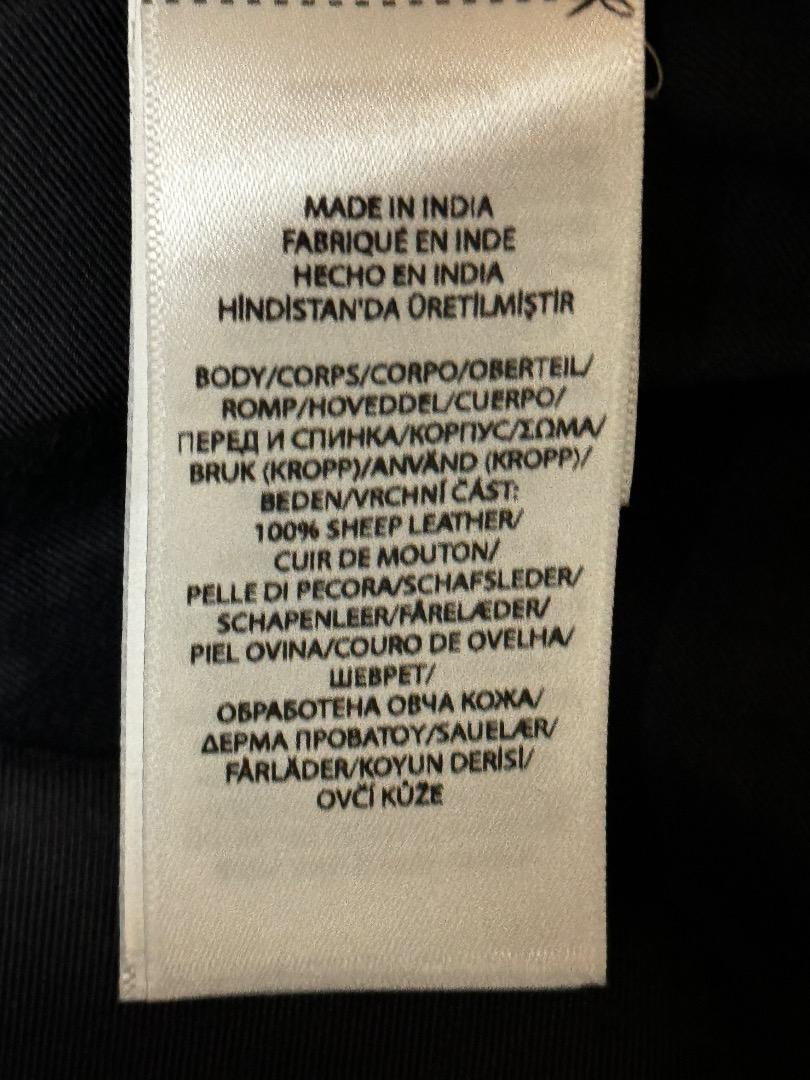 MADE IN INDIA
FABRIQUÉ EN INDE
HECHO EN INDIA
HİNDİSTAN'DA ÜRETİLMİŞTİR
BODY/CORPS/CORPO/OBERTEIL/
ROMP/HOVEDDEL/CUERPO/
ПЕРЕД И СПИНКА/КОРПУС/ΣΩΜΑ/
BRUK (KROPP)/ANVÄND (KROPP)/
BEDEN/VRCHNÍ ČÁST:
100% SHEEP LEATHER/
CUIR DE MOUTON/
PELLE DI PECORA/SCHAFSLEDER/
SCHAPENLEER/FÅRELÆDER/
PIEL OVINA/COURO DE OVELHA/
ШЕВРЕТ/
ОБРАБОТЕНА ОВЧА КОЖА/
ΔΕΡΜΑ ΠΡΟΒΑΤΟΥ/SAUELÆR/
FÅRLÄDER/KOYUN DERİSİ/
OVČÍ KŮŽE